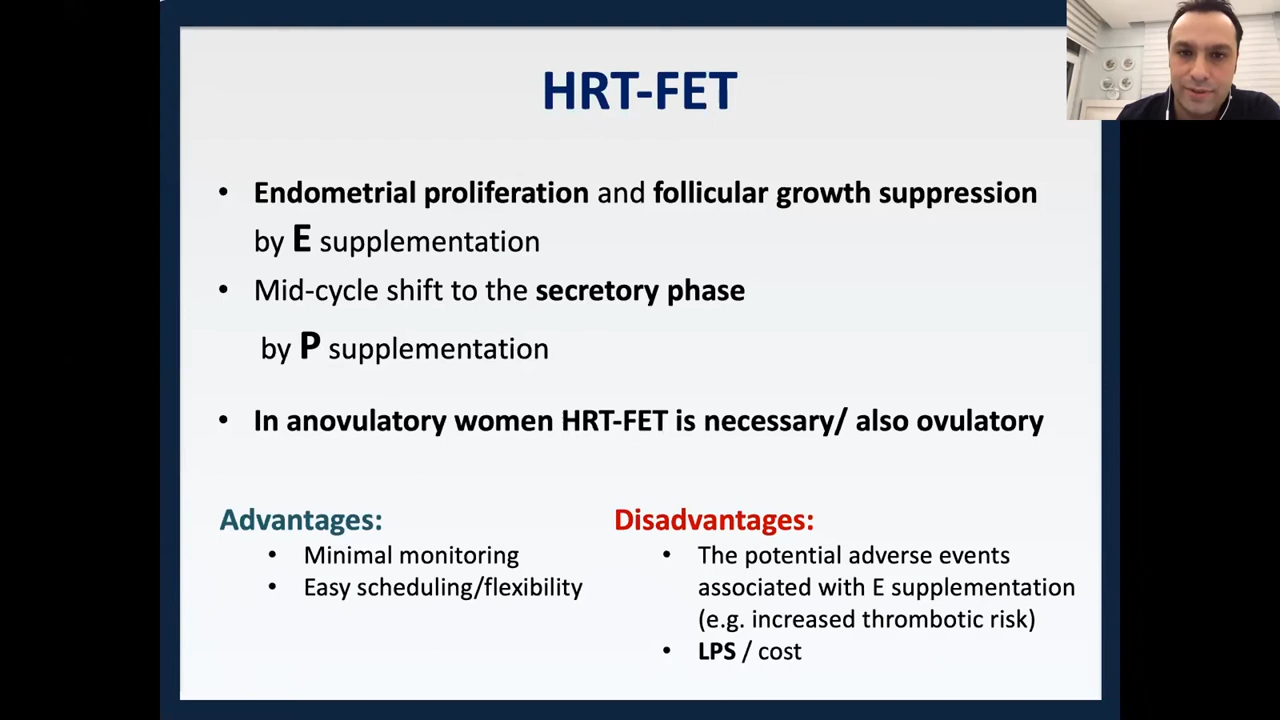 HRT-FET
• Endometrial proliferation and follicular growth suppression
by E supplementation
• Mid-cycle shift to the secretory phase
by P supplementation
• In anovulatory women HRT-FET is necessary/ also ovulatory
Advantages:
• Minimal monitoring
• Easy scheduling/flexibility
Disadvantages:
• The potential adverse events
associated with E supplementation
(e.g. increased thrombotic risk)
• LPS / cost